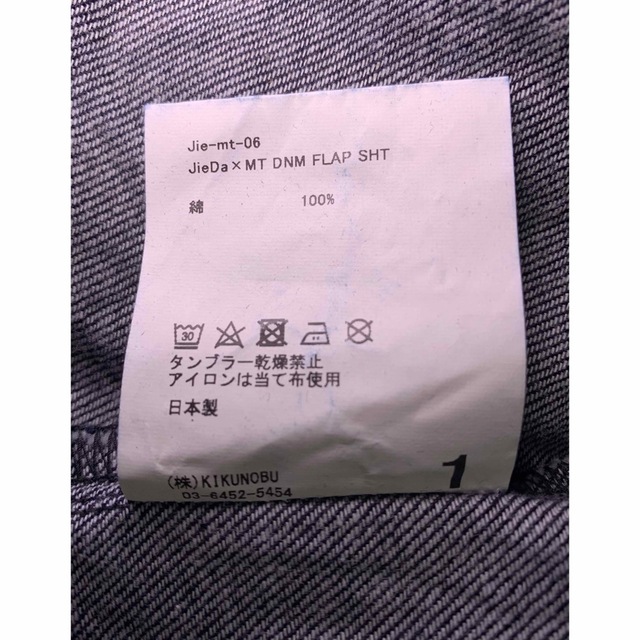 Jie-mt-06
JieDa×MT DNM FLAP SHT
綿 100%
30
タンブラー乾燥禁止
アイロンは当て布使用
日本製
(株)KIKUNOBU
03-6452-5454
1